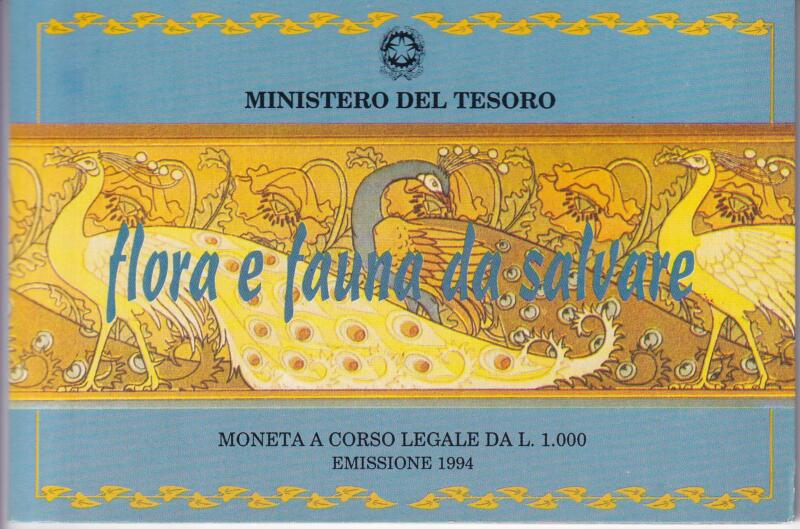 MINISTERO DEL TESORO
flora e fauna da salvare
MONETA A CORSO LEGALE DA L. 1.000
EMISSIONE 1994